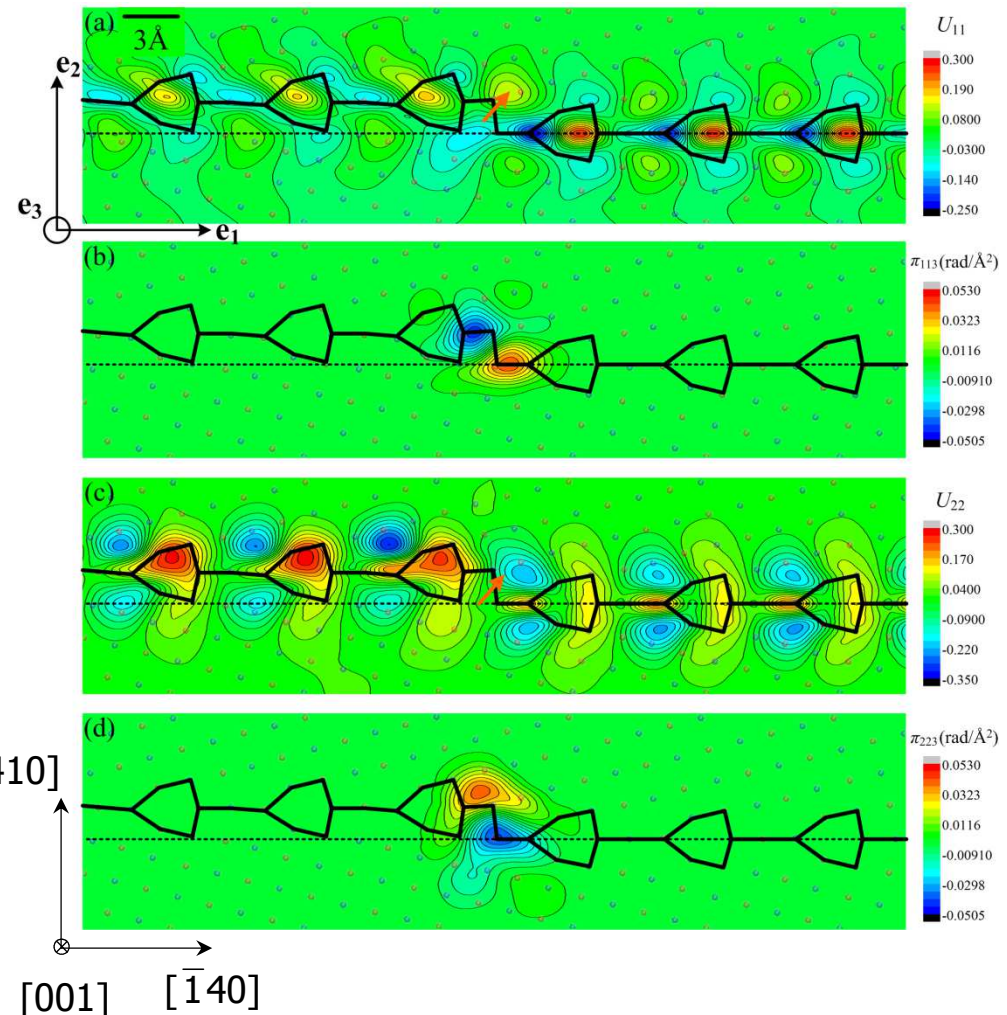 (a)
3Å
e₂
e₃
e₁
U₁₁
0.300
0.190
0.0800
-0.0300
-0.140
-0.250
(b)
π₁₁₃(rad/Å²)
0.0530
0.0323
0.0116
-0.00910
-0.0298
-0.0505
(c)
U₂₂
0.300
0.170
0.0400
-0.0900
-0.220
-0.350
(d)
π₂₂₃(rad/Å²)
0.0530
0.0323
0.0116
-0.00910
-0.0298
-0.0505
410]
[001] [1̅40]